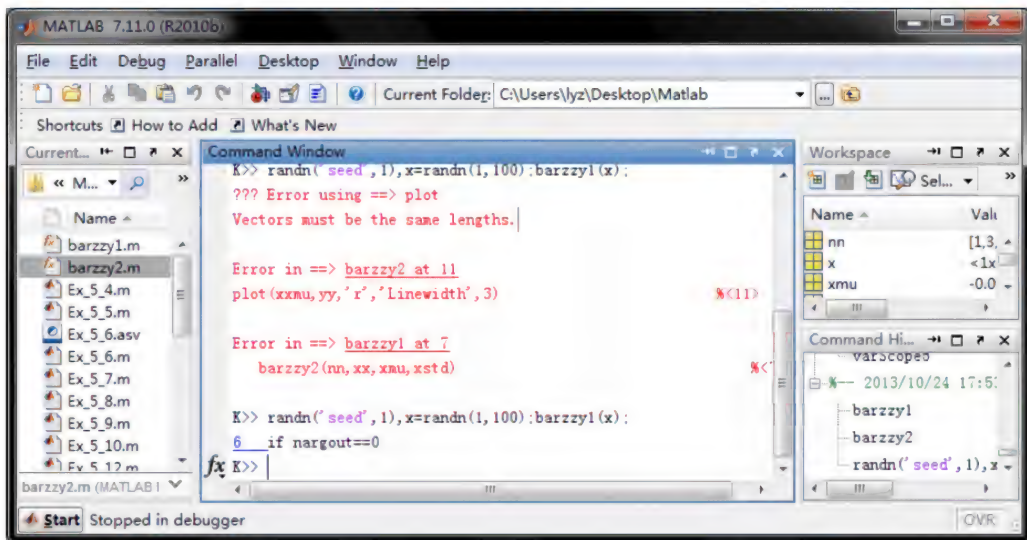 MATLAB 7.11.0 (R2010b)
File Edit Debug Parallel Desktop Window Help
Current Folder: C:\Users\lyz\Desktop\Matlab
Shortcuts How to Add What's New
Current...
« M...
Name
barzzy1.m
barzzy2.m
Ex_5_4.m
Ex_5_5.m
Ex_5_6.asv
Ex_5_6.m
Ex_5_7.m
Ex_5_8.m
Ex_5_9.m
Ex_5_10.m
Ex_5_12.m
barzzy2.m (MATLAB
Command Window
K>> randn('seed',1),x=randn(1,100);barzzy1(x);
??? Error using ==> plot
Vectors must be the same lengths.
Error in ==> barzzy2 at 11
plot(xxmu,yy,'r','Linewidth',3) %<11>
Error in ==> barzzy1 at 7
barzzy2(nn,xx,xmu,xstd) %<
K>> randn('seed',1),x=randn(1,100);barzzy1(x);
6 if nargout==0
fx K>>
Workspace
Sel...
Name Valu
nn [1,3,
x <1x
xmu -0.0
Command Hi...
varScoped
%-- 2013/10/24 17:5
barzzy1
barzzy2
randn('seed',1),x
Start Stopped in debugger
OVR